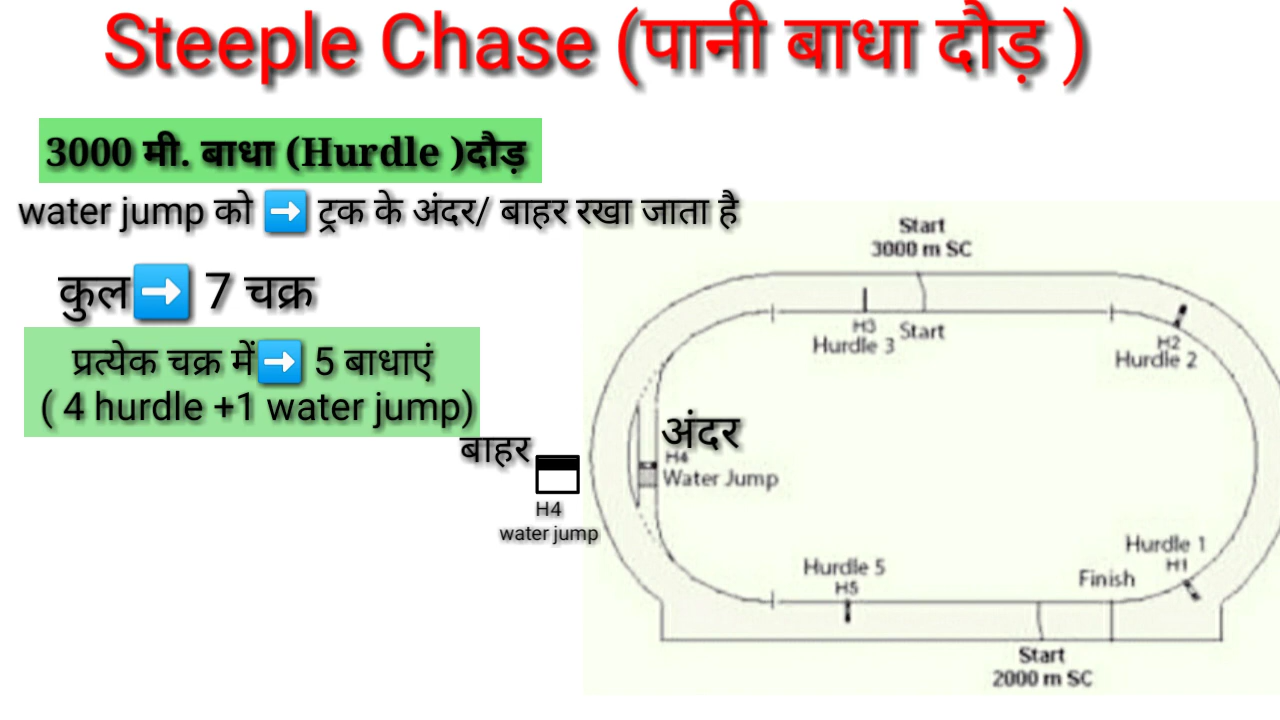 Steeple Chase (पानी बाधा दौड़ )
3000 मी. बाधा (Hurdle )दौड़
water jump को ➡ ट्रक के अंदर/ बाहर रखा जाता है
कुल➡ 7 चक्र
प्रत्येक चक्र में➡ 5 बाधाएं
( 4 hurdle +1 water jump)
बाहर
H4
water jump
Start
3000 m SC
H3
Hurdle 3
Start
H2
Hurdle 2
अंदर
H4
Water Jump
Hurdle 1
H1
Hurdle 5
H5
Finish
Start
2000 m SC